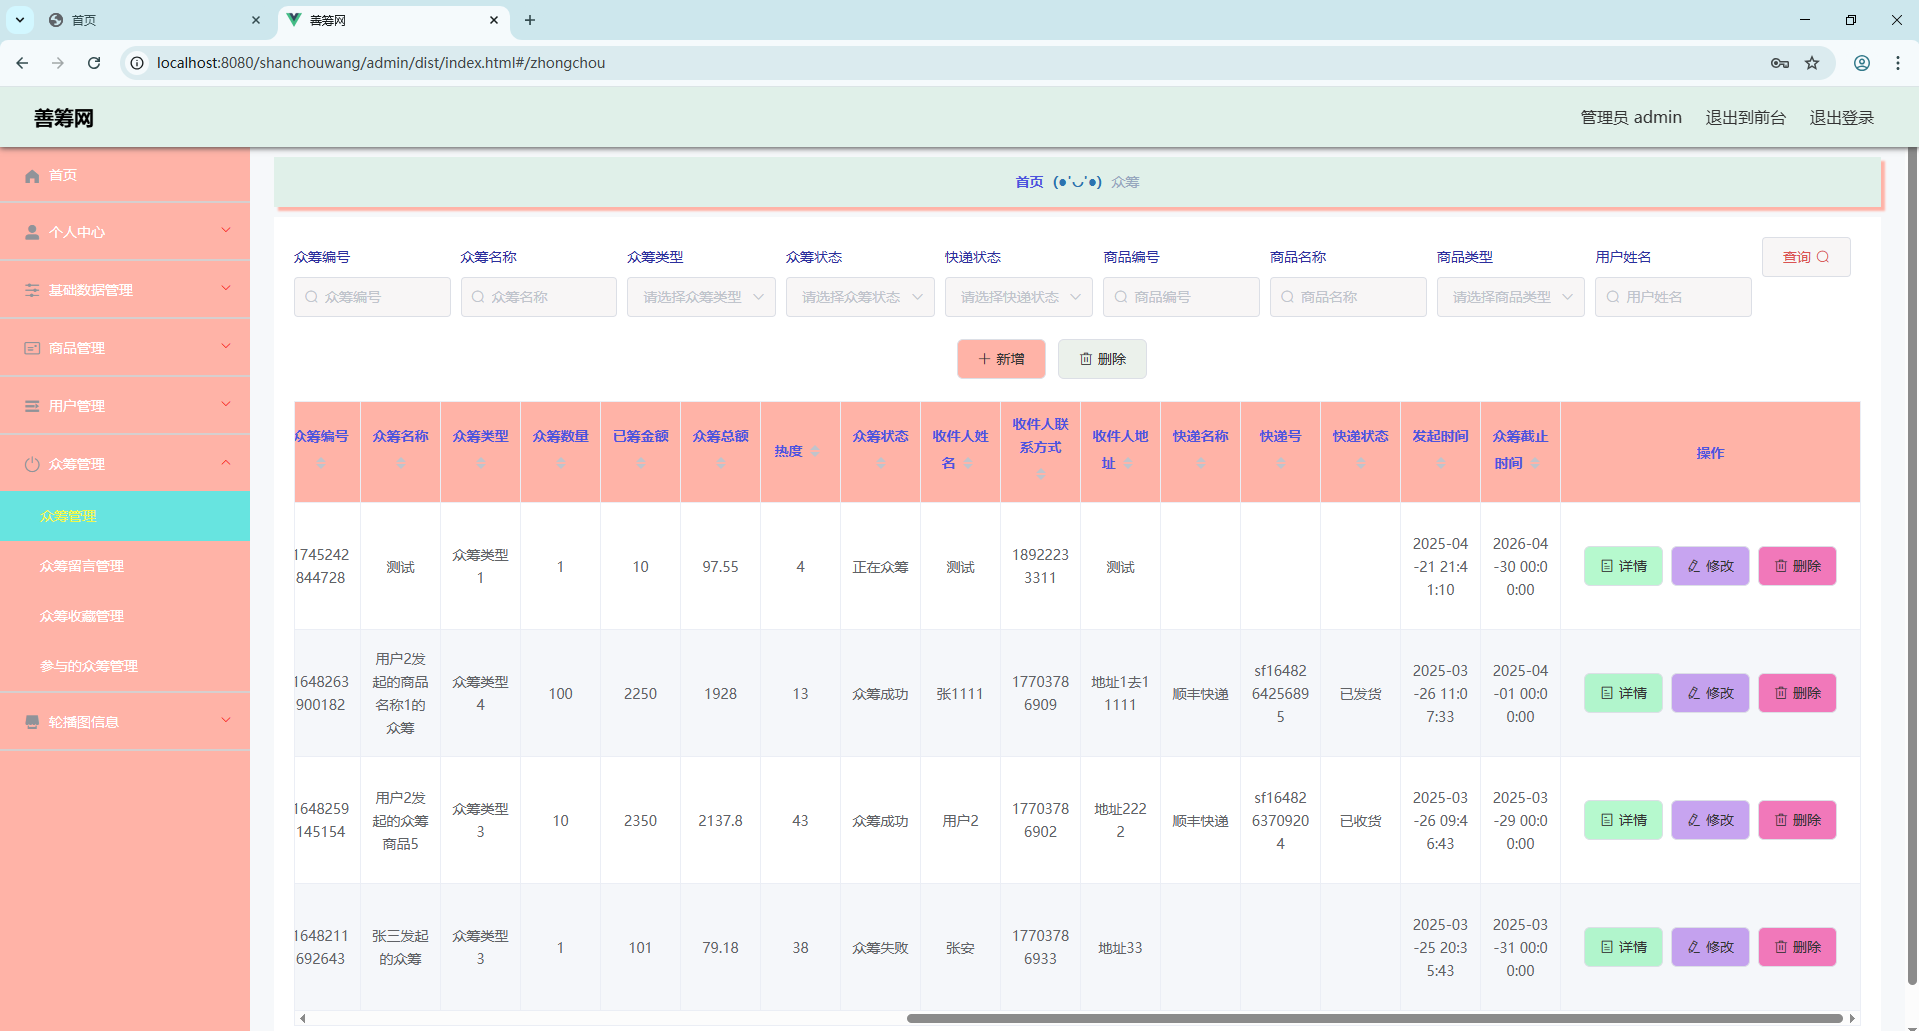 首页
善筹网
localhost:8080/shanchouwang/admin/dist/index.html#/zhongchou
善筹网
管理员 admin 退出到前台 退出登录
首页
个人中心
基础数据管理
商品管理
用户管理
众筹管理
众筹管理
众筹留言管理
众筹收藏管理
参与的众筹管理
轮播图信息
首页 (●'◡'●) 众筹
众筹编号 众筹名称 众筹类型 众筹状态 快递状态 商品编号 商品名称 商品类型 用户姓名
众筹编号 众筹名称 请选择众筹类型 请选择众筹状态 请选择快递状态 商品编号 商品名称 请选择商品类型 用户姓名
查询
新增 删除
众筹编号 众筹名称 众筹类型 众筹数量 已筹金额 众筹总额 热度 众筹状态 收件人姓名 收件人联系方式 收件人地址 快递名称 快递号 快递状态 发起时间 众筹截止时间 操作
1745242844728 测试 众筹类型1 1 10 97.55 4 正在众筹 测试 18922233311 测试 2025-04-21 21:41:10 2026-04-30 00:00:00 详情 修改 删除
1648263900182 用户2发起的商品名称1的众筹 众筹类型4 100 2250 1928 13 众筹成功 张1111 17703786909 地址1去11111 顺丰快递 sf1648264256895 已发货 2025-03-26 11:07:33 2025-04-01 00:00:00 详情 修改 删除
1648259145154 用户2发起的众筹商品5 众筹类型3 10 2350 2137.8 43 众筹成功 用户2 17703786902 地址2222 顺丰快递 sf1648263709204 已收货 2025-03-26 09:46:43 2025-03-29 00:00:00 详情 修改 删除
1648211692643 张三发起的众筹 众筹类型3 1 101 79.18 38 众筹失败 张安 17703786933 地址33 2025-03-25 20:35:43 2025-03-31 00:00:00 详情 修改 删除